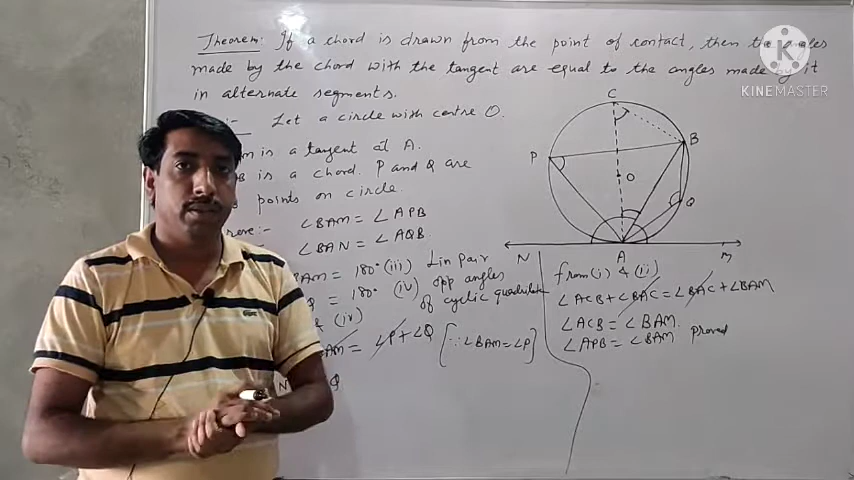 Theorem: If a chord is drawn from the point of contact, then the angles
made by the chord with the tangent are equal to the angles made by it
in alternate segments.
:- Let a circle with centre O.
is a tangent at A.
B is a chord. P and Q are
points on circle.
rove:- ∠BAM = ∠APB
∠BAN = ∠AQB.
BAM = 180° (iii) Lin pair
= 180° (iv) opp angles
of cyclic
(iv)
= ∠P+∠Q [∵∠BAM=∠P]
Q
C
P
B
O
Q
N
A
M
from (i) & (ii)
∠ACB + ∠BAC = ∠BAC + ∠BAM
∠ACB = ∠BAM.
∠APB = ∠BAM proved
K
KINEMASTER